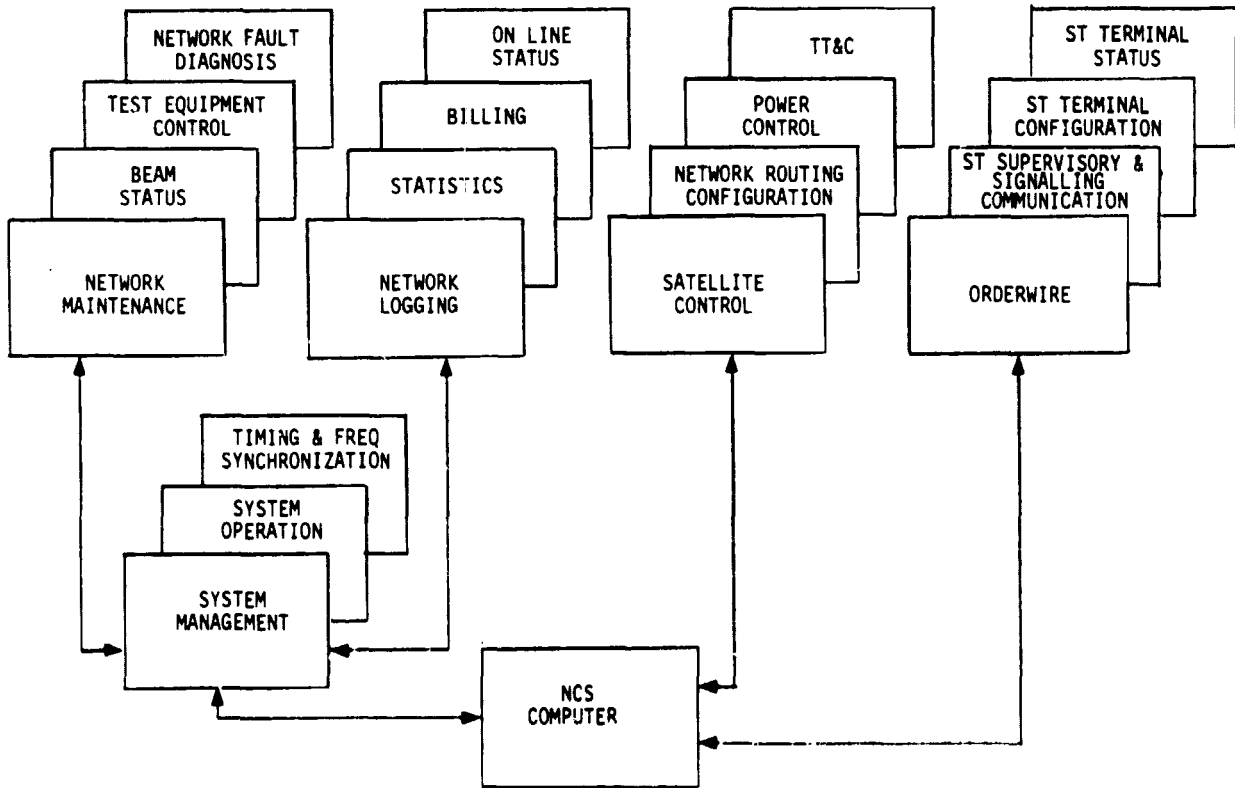 NETWORK FAULT
DIAGNOSIS
TEST EQUIPMENT
CONTROL
BEAM
STATUS
NETWORK
MAINTENANCE
ON LINE
STATUS
BILLING
STATISTICS
NETWORK
LOGGING
TT&C
POWER
CONTROL
NETWORK ROUTING
CONFIGURATION
SATELLITE
CONTROL
ST TERMINAL
STATUS
ST TERMINAL
CONFIGURATION
ST SUPERVISORY &
SIGNALLING
COMMUNICATION
ORDERWIRE
TIMING & FREQ
SYNCHRONIZATION
SYSTEM
OPERATION
SYSTEM
MANAGEMENT
NCS
COMPUTER